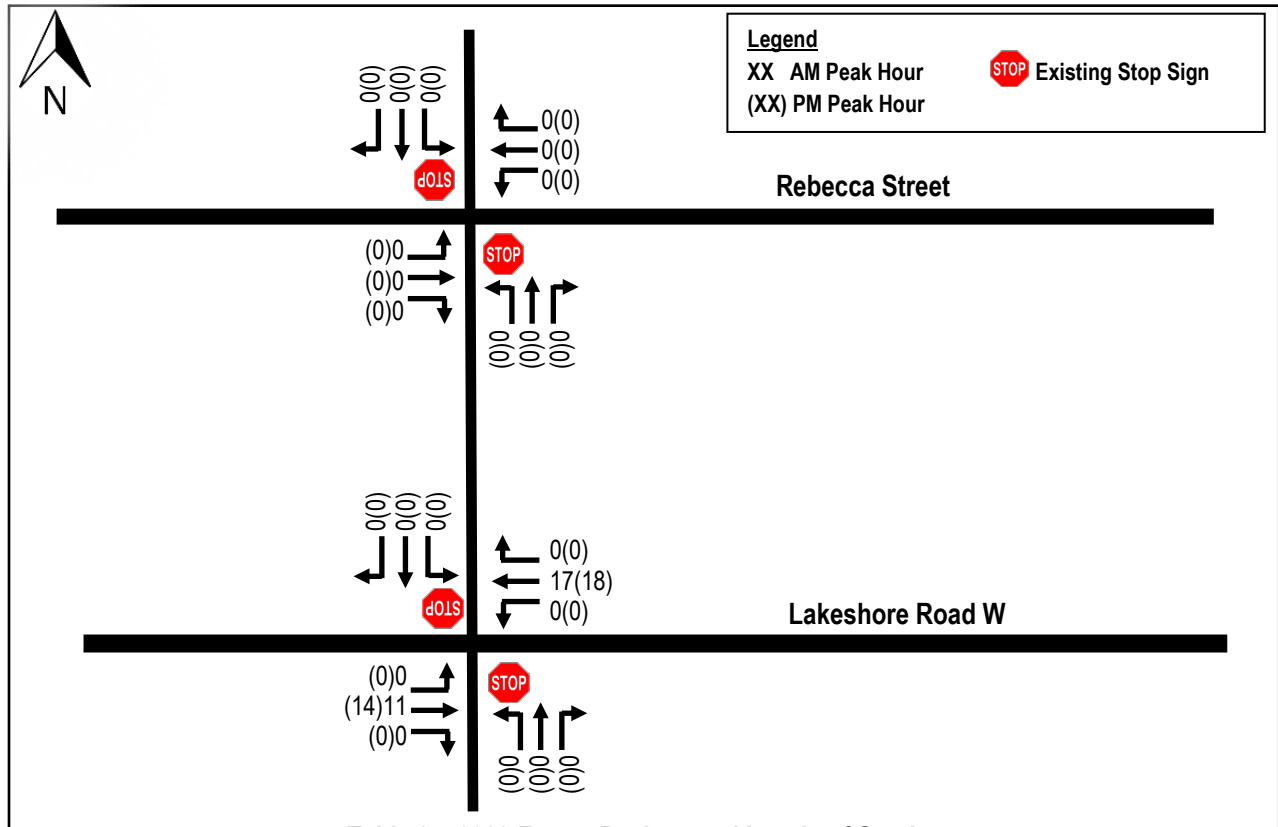 N
Legend
XX AM Peak Hour
(XX) PM Peak Hour
STOP Existing Stop Sign
0(0)
0(0)
0(0)
0(0)
0(0)
0(0)
STOP
Rebecca Street
(0)0
(0)0
(0)0
STOP
0(0)
0(0)
0(0)
0(0)
0(0)
0(0)
0(0)
17(18)
0(0)
STOP
Lakeshore Road W
(0)0
(14)11
(0)0
STOP
0(0)
0(0)
0(0)